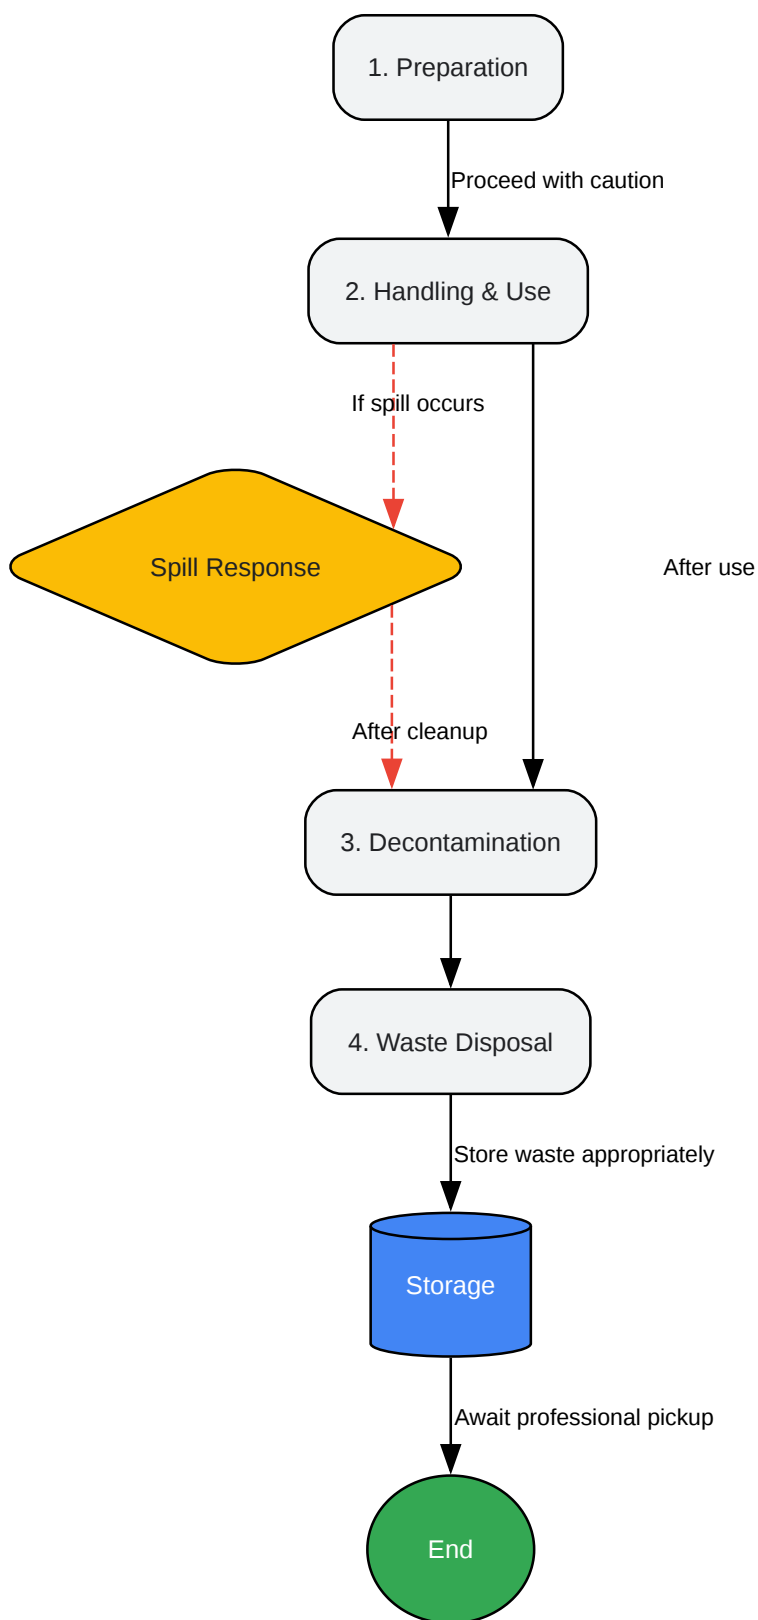 1. Preparation
Proceed with caution
2. Handling & Use
If spill occurs
Spill Response
After use
After cleanup
3. Decontamination
4. Waste Disposal
Store waste appropriately
Storage
Await professional pickup
End